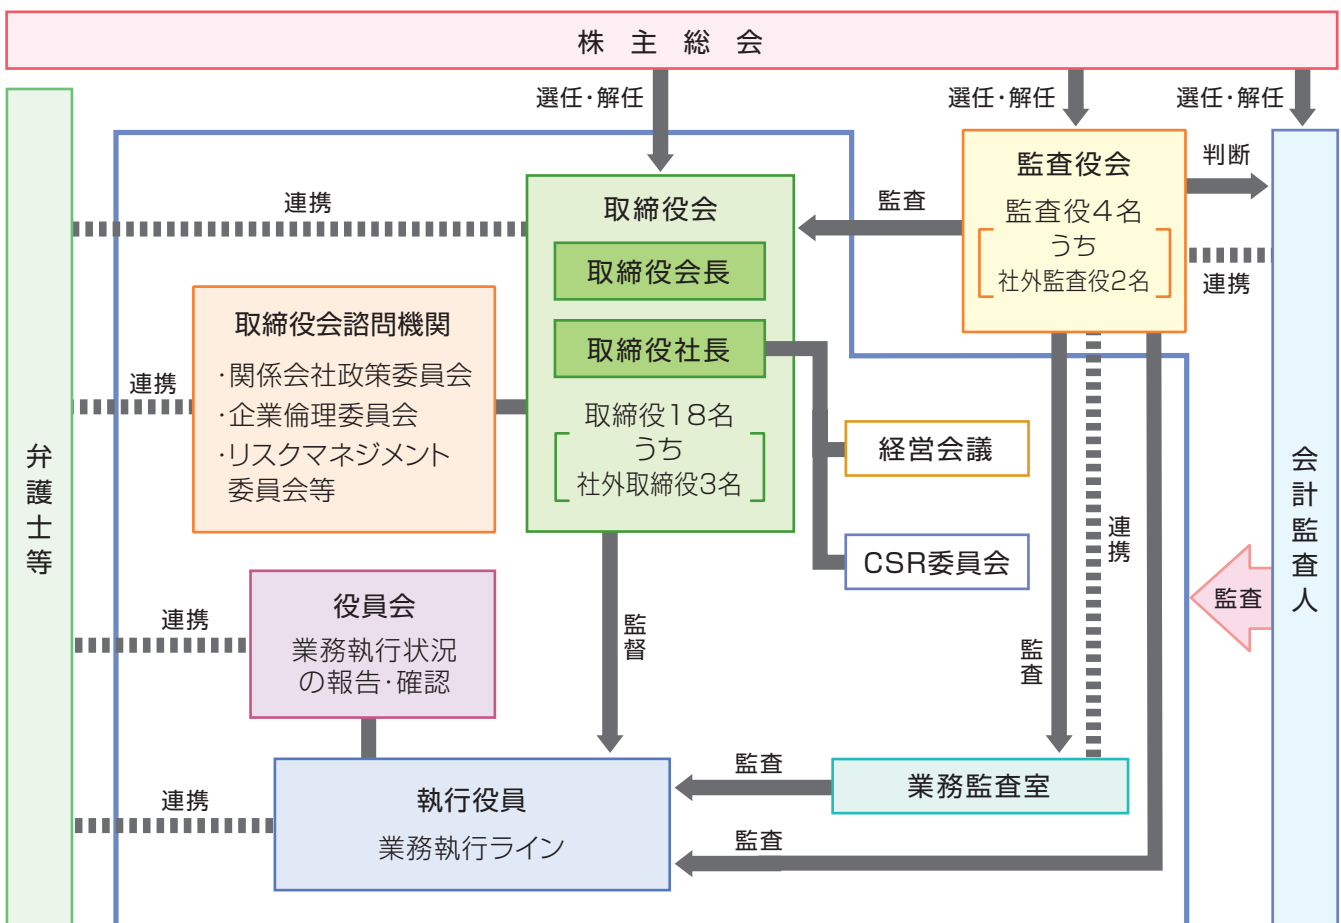 株主総会
選任・解任
選任・解任
選任・解任
監査役会
監査役4名
うち
社外監査役2名
判断
連携
監査
取締役会
取締役会長
取締役社長
取締役18名
うち
社外取締役3名
連携
取締役会諮問機関
・関係会社政策委員会
・企業倫理委員会
・リスクマネジメント
委員会等
連携
経営会議
CSR委員会
弁護士等
会計監査人
監査
連携
監査
監督
役員会
業務執行状況
の報告・確認
連携
執行役員
業務執行ライン
連携
監査
業務監査室
監査